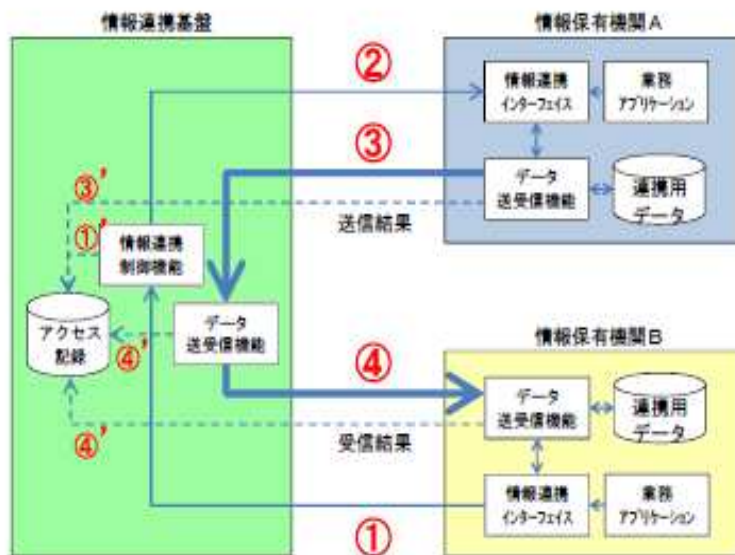 情報連携基盤
情報保有機関A
②
情報連携
インターフェイス
業務
アプリケーション
③
データ
送受信機能
連携用
データ
③’
送信結果
①’
情報連携
制御機能
アクセス
記録
④’
データ
送受信機能
情報保有機関B
④
データ
送受信機能
連携用
データ
④’
受信結果
情報連携
インターフェイス
業務
アプリケーション
①